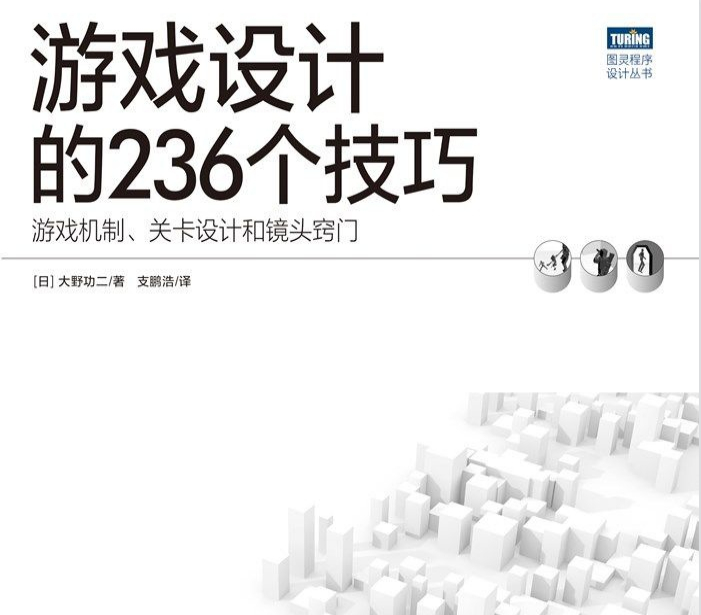 游戏设计
的236个技巧
游戏机制、关卡设计和镜头窍门
[日] 大野功二/著 支鹏浩/译
TURING
图灵程序
设计丛书